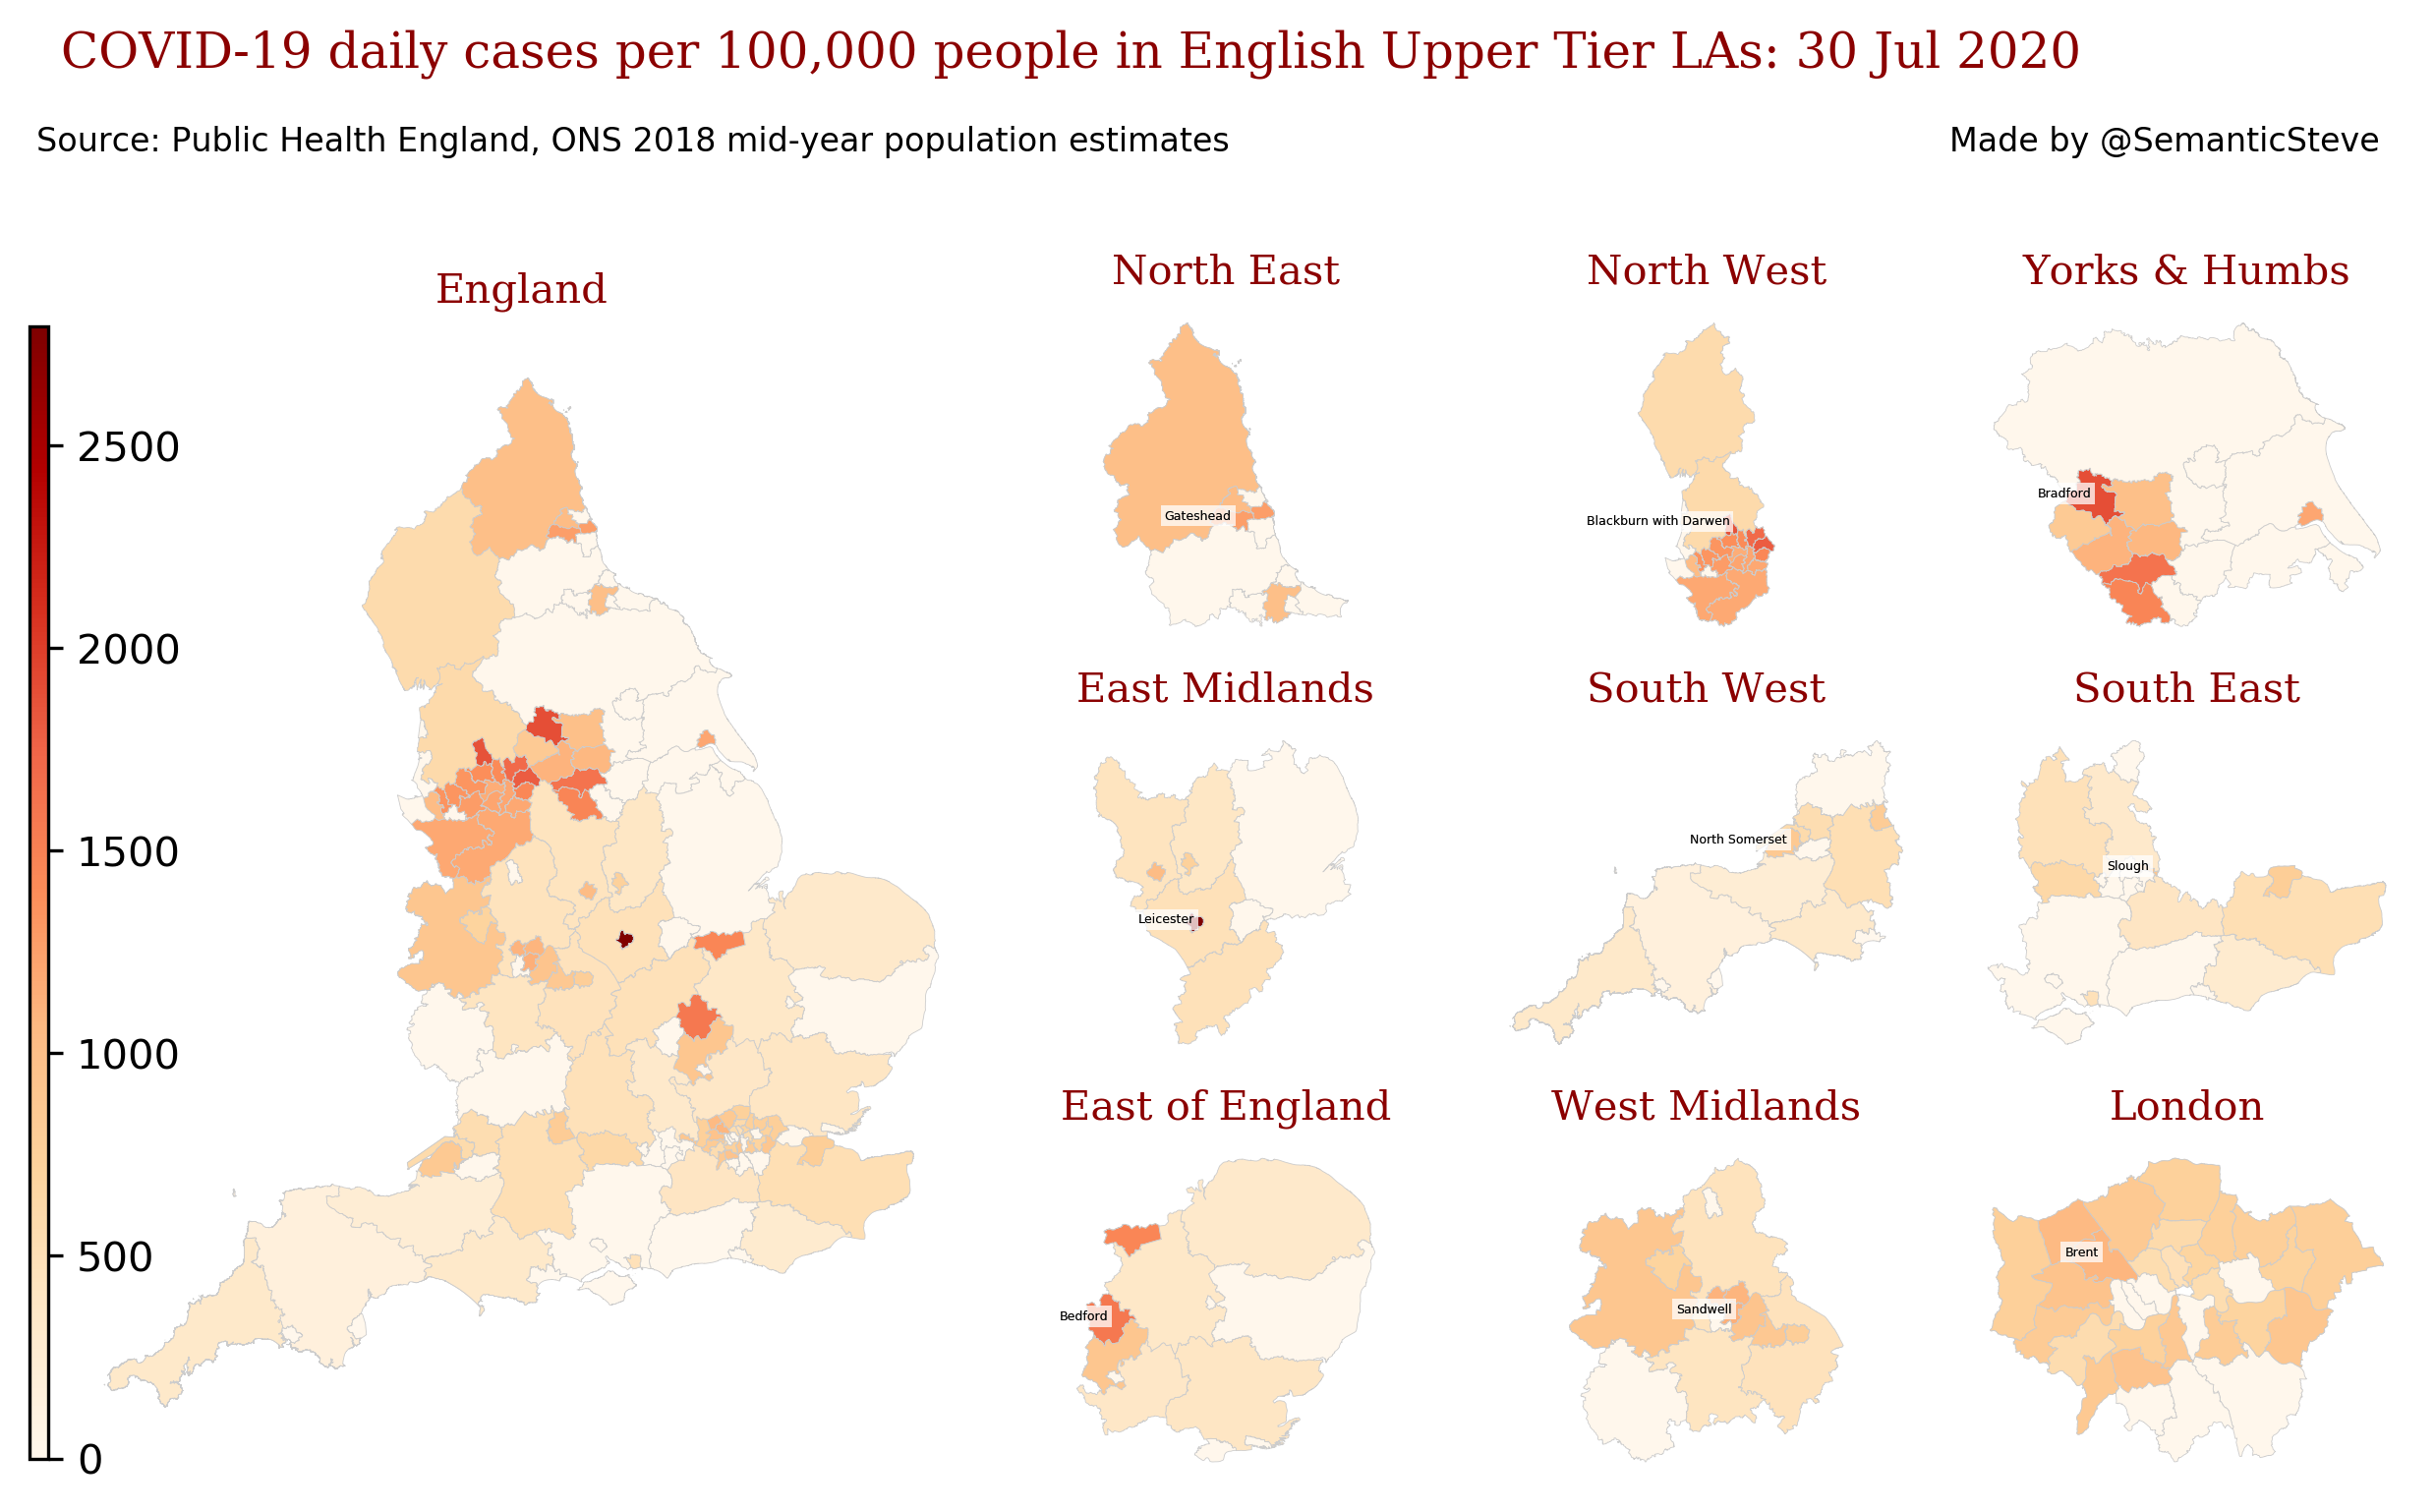 COVID-19 daily cases per 100,000 people in English Upper Tier LAs: 30 Jul 2020
Source: Public Health England, ONS 2018 mid-year population estimates
Made by @SemanticSteve
England
2500
2000
1500
1000
500
0
North East
Gateshead
North West
Blackburn with Darwen
Yorks & Humbs
Bradford
East Midlands
Leicester
South West
North Somerset
South East
Slough
East of England
Bedford
West Midlands
Sandwell
London
Brent